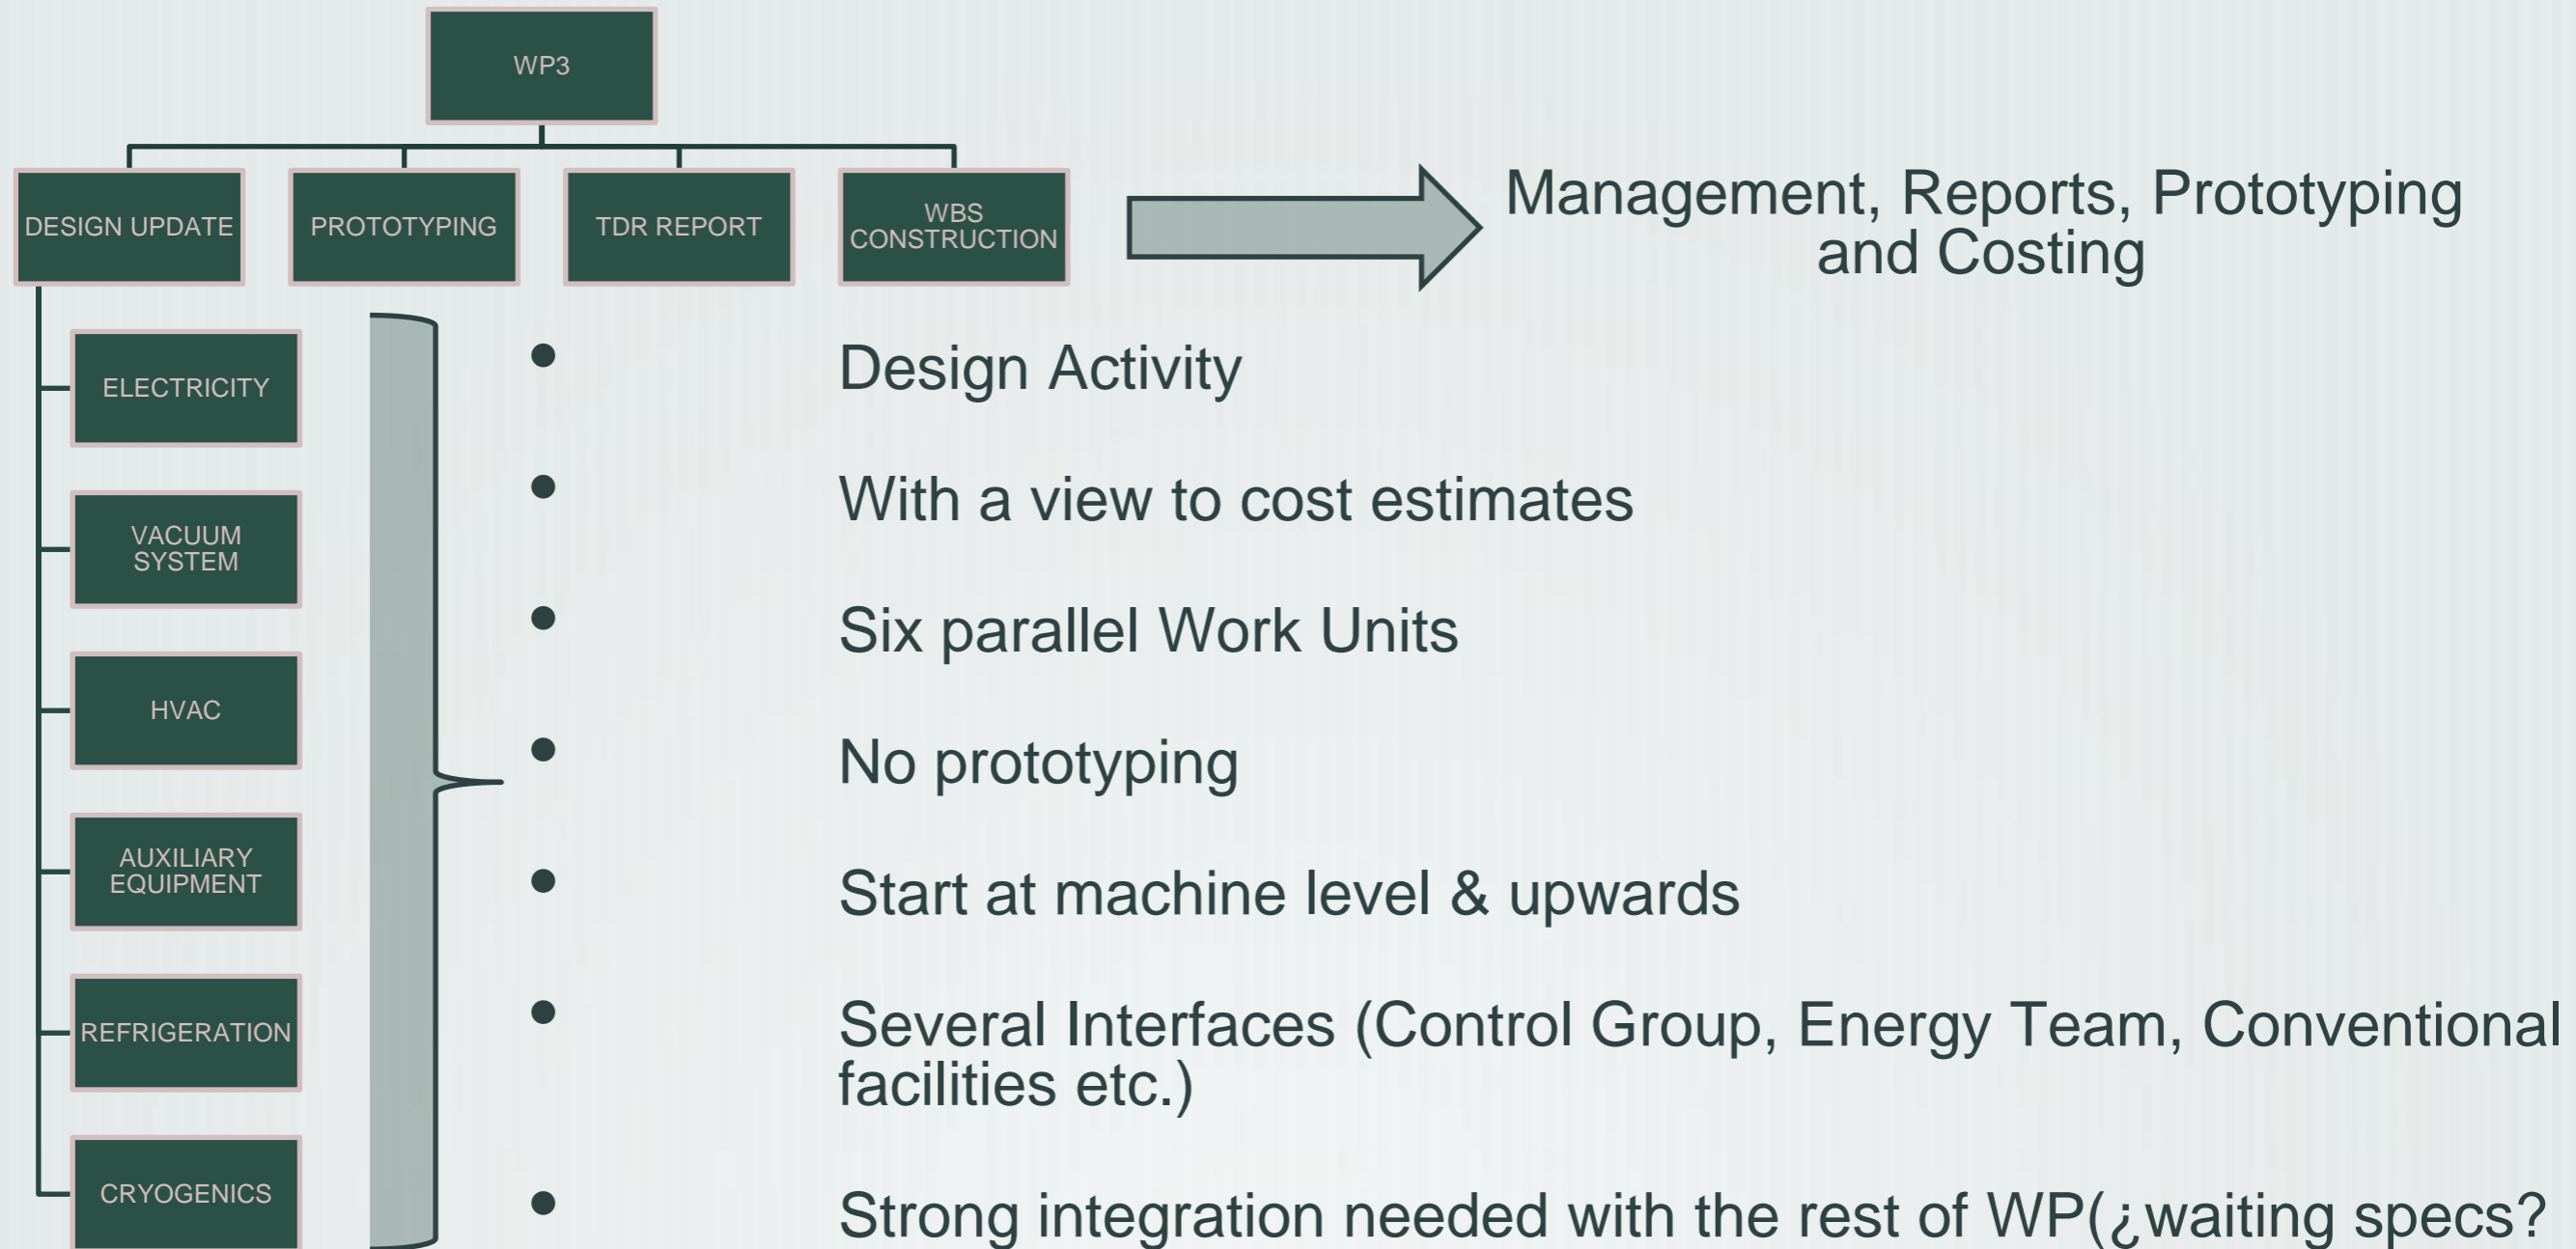 WP3
DESIGN UPDATE
PROTOTYPING
TDR REPORT
WBS
CONSTRUCTION
Management, Reports, Prototyping
and Costing
ELECTRICITY
VACUUM
SYSTEM
HVAC
AUXILIARY
EQUIPMENT
REFRIGERATION
CRYOGENICS
• Design Activity
• With a view to cost estimates
• Six parallel Work Units
• No prototyping
• Start at machine level & upwards
• Several Interfaces (Control Group, Energy Team, Conventional
facilities etc.)
• Strong integration needed with the rest of WP(¿waiting specs?